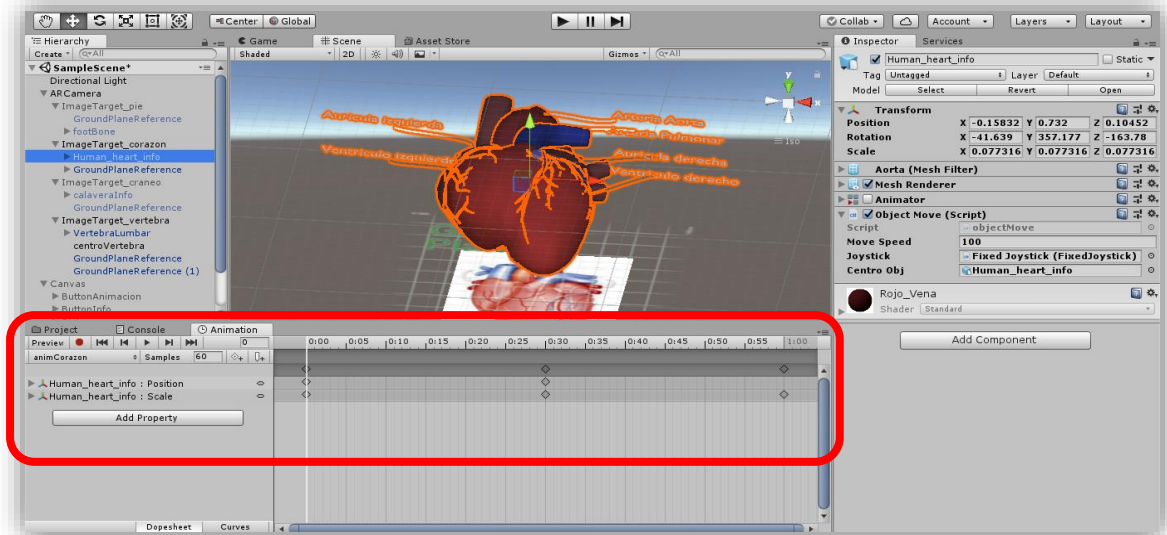 Center Global Collab Account Layers Layout
Hierarchy Game Scene Asset Store Inspector Services
Create All Shaded 2D Gizmos All
SampleScene*
Directional Light
ARCamera
ImageTarget_pie
GroundPlaneReference
footBone
ImageTarget_corazon
Human_heart_info
GroundPlaneReference
ImageTarget_craneo
calaveraInfo
GroundPlaneReference
ImageTarget_vertebra
VertebraLumbar
centroVertebra
GroundPlaneReference
GroundPlaneReference (1)
Canvas
ButtonAnimacion
ButtonInfo
y
x
Iso
Auricula Izquierda
Ventriculo Izquierdo
Arteria Aorta
Arteria Pulmonar
Auricula derecha
Ventriculo derecho
Human_heart_info Static
Tag Untagged Layer Default
Model Select Revert Open
Transform
Position X -0.15832 Y 0.732 Z 0.10452
Rotation X -41.639 Y 357.177 Z -163.78
Scale X 0.077316 Y 0.077316 Z 0.077316
Aorta (Mesh Filter)
Mesh Renderer
Animator
Object Move (Script)
Script objectMove
Move Speed 100
Joystick Fixed Joystick (FixedJoystick)
Centro Obj Human_heart_info
Rojo_Vena
Shader Standard
Add Component
Project Console Animation
Preview 0 0:00 0:05 0:10 0:15 0:20 0:25 0:30 0:35 0:40 0:45 0:50 0:55 1:00
animCorazon Samples 60
Human_heart_info : Position
Human_heart_info : Scale
Add Property
Dopesheet Curves